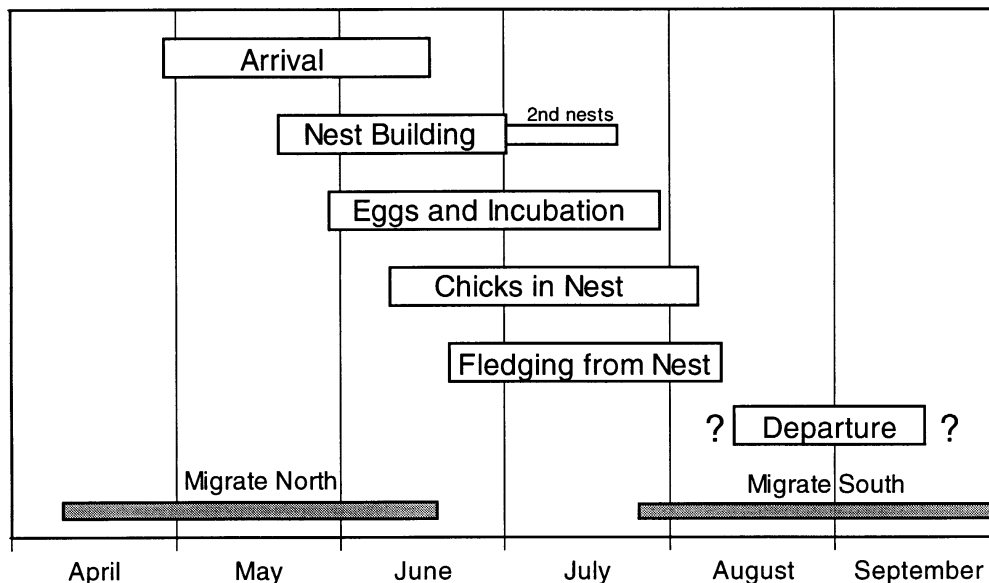 Arrival
2nd nests
Nest Building
Eggs and Incubation
Chicks in Nest
Fledging from Nest
? Departure ?
Migrate North
Migrate South
April May June July August September